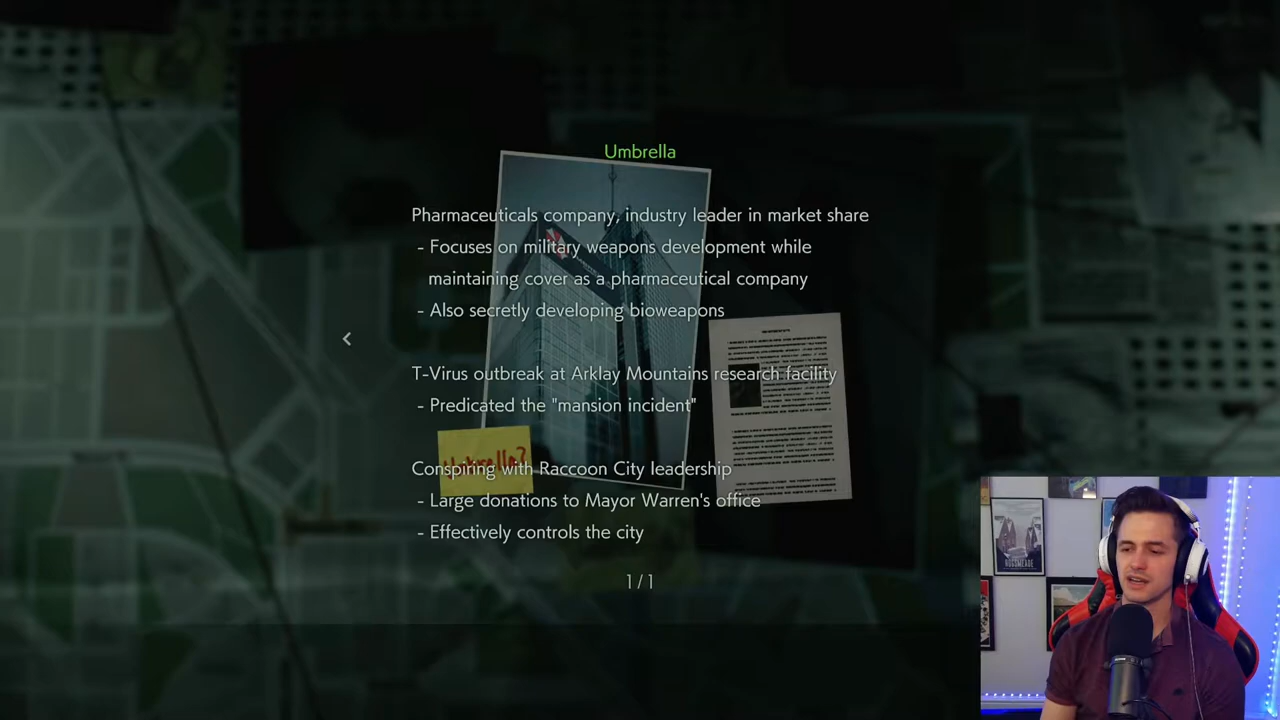 Umbrella
Pharmaceuticals company, industry leader in market share
- Focuses on military weapons development while
maintaining cover as a pharmaceutical company
- Also secretly developing bioweapons
T-Virus outbreak at Arklay Mountains research facility
- Predicated the "mansion incident"
Umbrella?
Conspiring with Raccoon City leadership
- Large donations to Mayor Warren's office
- Effectively controls the city
1 / 1
HOGSMEADE